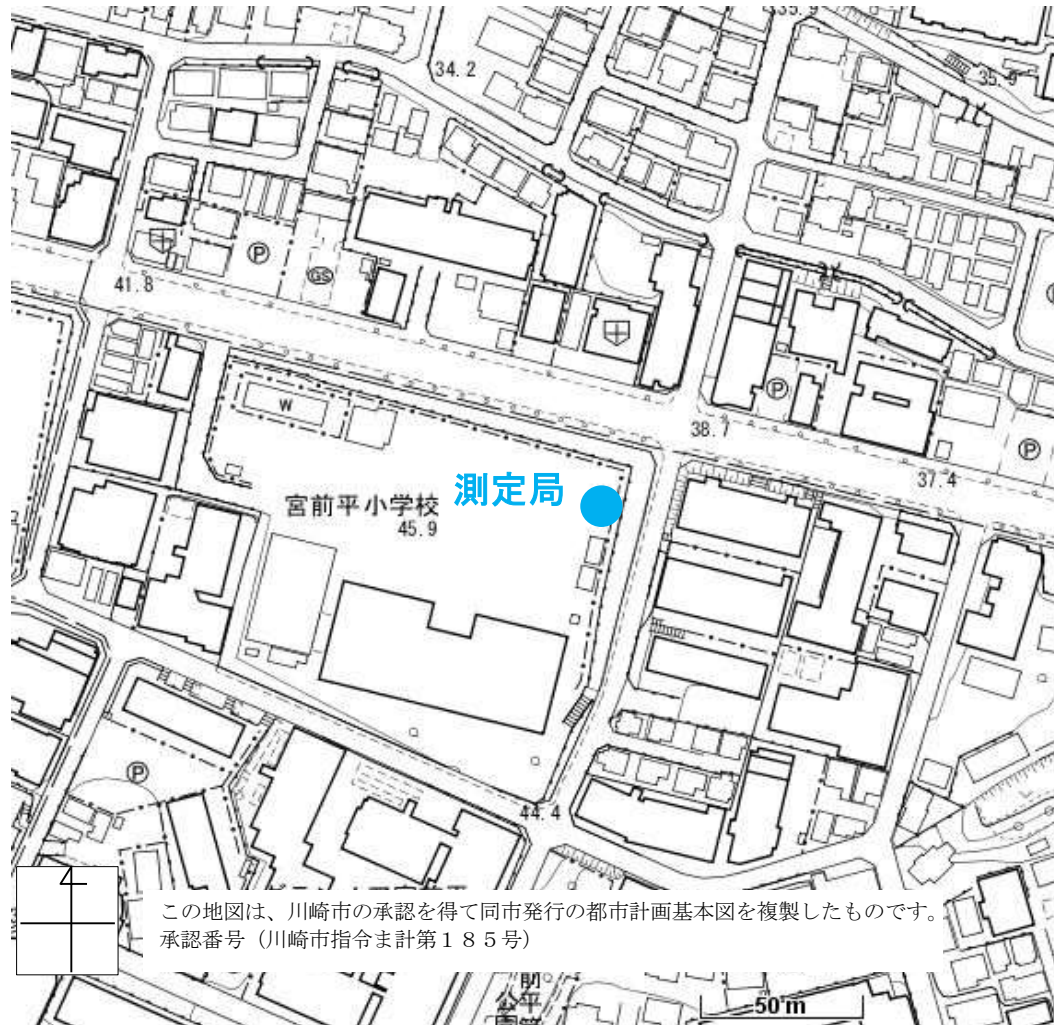 35.9
34.2
35.4
P
GS
41.8
P
W
38.7
P
37.4
測定局
宮前平小学校
45.9
P
44.4
この地図は、川崎市の承認を得て同市発行の都市計画基本図を複製したものです。
承認番号（川崎市指令ま計第１８５号）
50 m